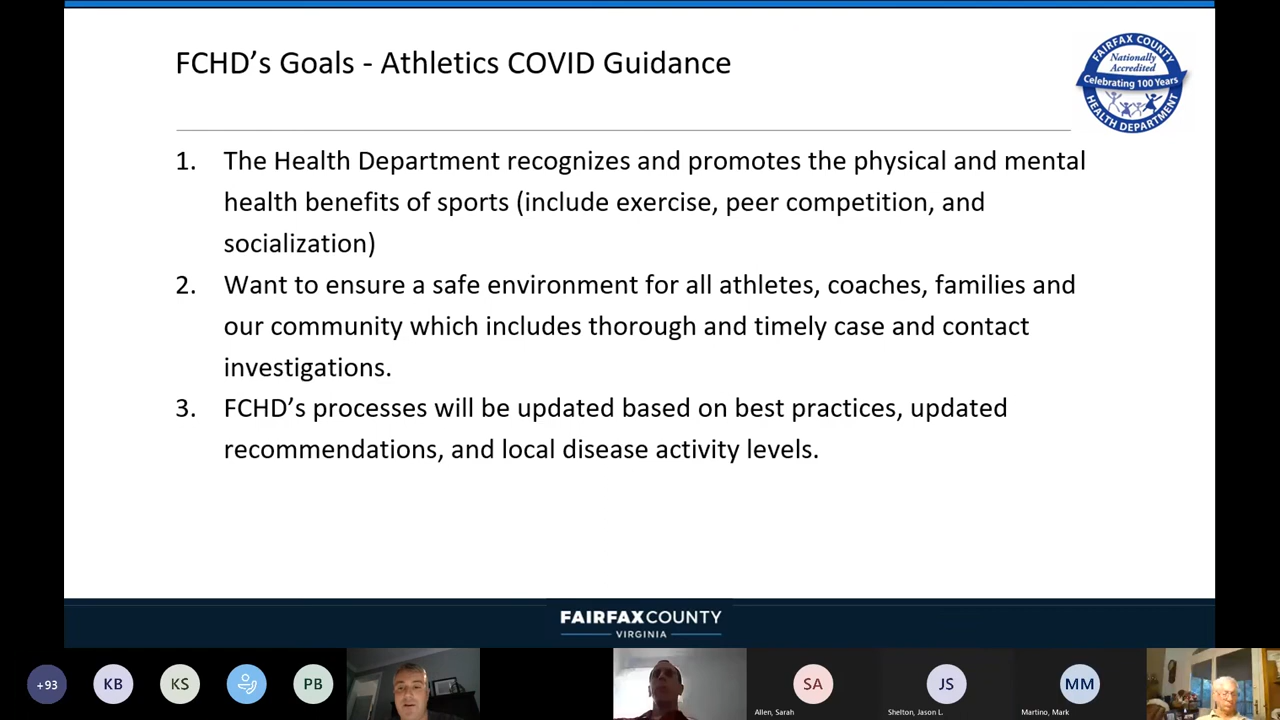 FCHD’s Goals - Athletics COVID Guidance
FAIRFAX COUNTY
Nationally
Accredited
Celebrating 100 Years
HEALTH DEPARTMENT
1. The Health Department recognizes and promotes the physical and mental
health benefits of sports (include exercise, peer competition, and
socialization)
2. Want to ensure a safe environment for all athletes, coaches, families and
our community which includes thorough and timely case and contact
investigations.
3. FCHD’s processes will be updated based on best practices, updated
recommendations, and local disease activity levels.
FAIRFAXCOUNTY
VIRGINIA
+93
KB
KS
PB
SA
JS
MM
Allen, Sarah
Shelton, Jason L.
Martino, Mark